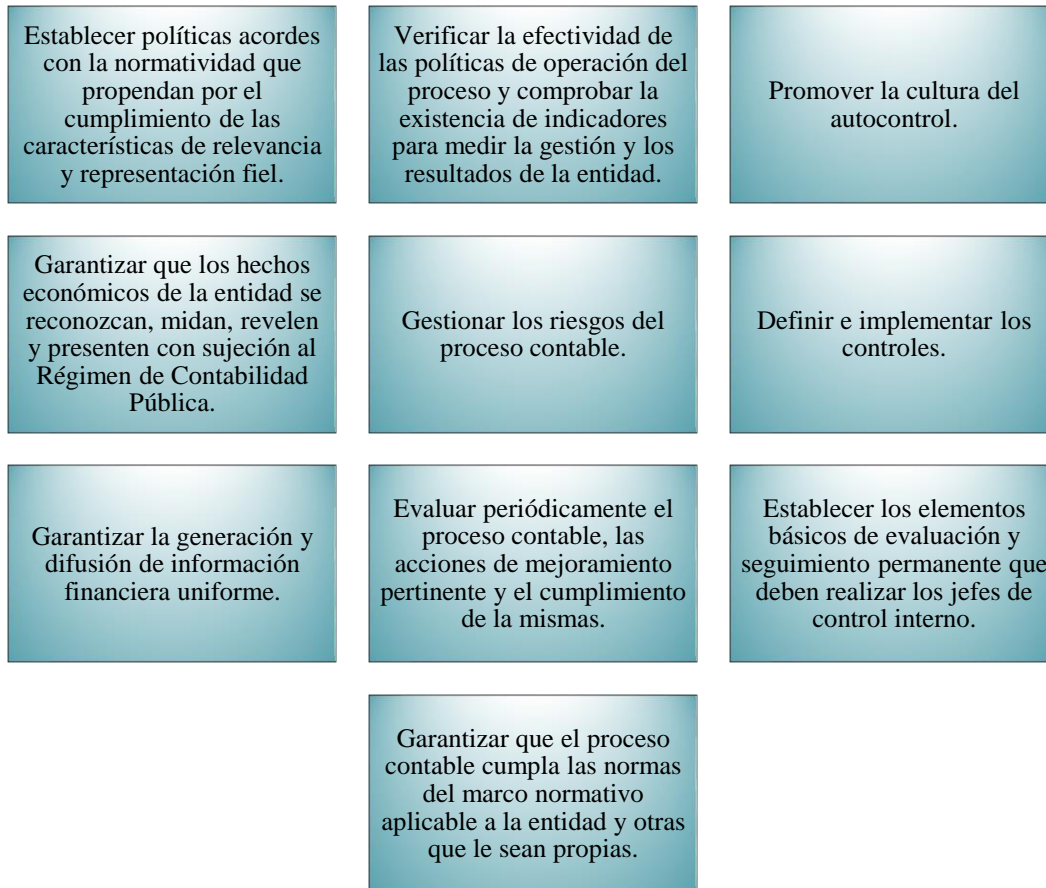 Establecer políticas acordes
con la normatividad que
propendan por el
cumplimiento de las
características de relevancia
y representación fiel.
Verificar la efectividad de
las políticas de operación del
proceso y comprobar la
existencia de indicadores
para medir la gestión y los
resultados de la entidad.
Promover la cultura del
autocontrol.
Garantizar que los hechos
económicos de la entidad se
reconozcan, midan, revelen
y presenten con sujeción al
Régimen de Contabilidad
Pública.
Gestionar los riesgos del
proceso contable.
Definir e implementar los
controles.
Garantizar la generación y
difusión de información
financiera uniforme.
Evaluar periódicamente el
proceso contable, las
acciones de mejoramiento
pertinente y el cumplimiento
de la mismas.
Establecer los elementos
básicos de evaluación y
seguimiento permanente que
deben realizar los jefes de
control interno.
Garantizar que el proceso
contable cumpla las normas
del marco normativo
aplicable a la entidad y otras
que le sean propias.